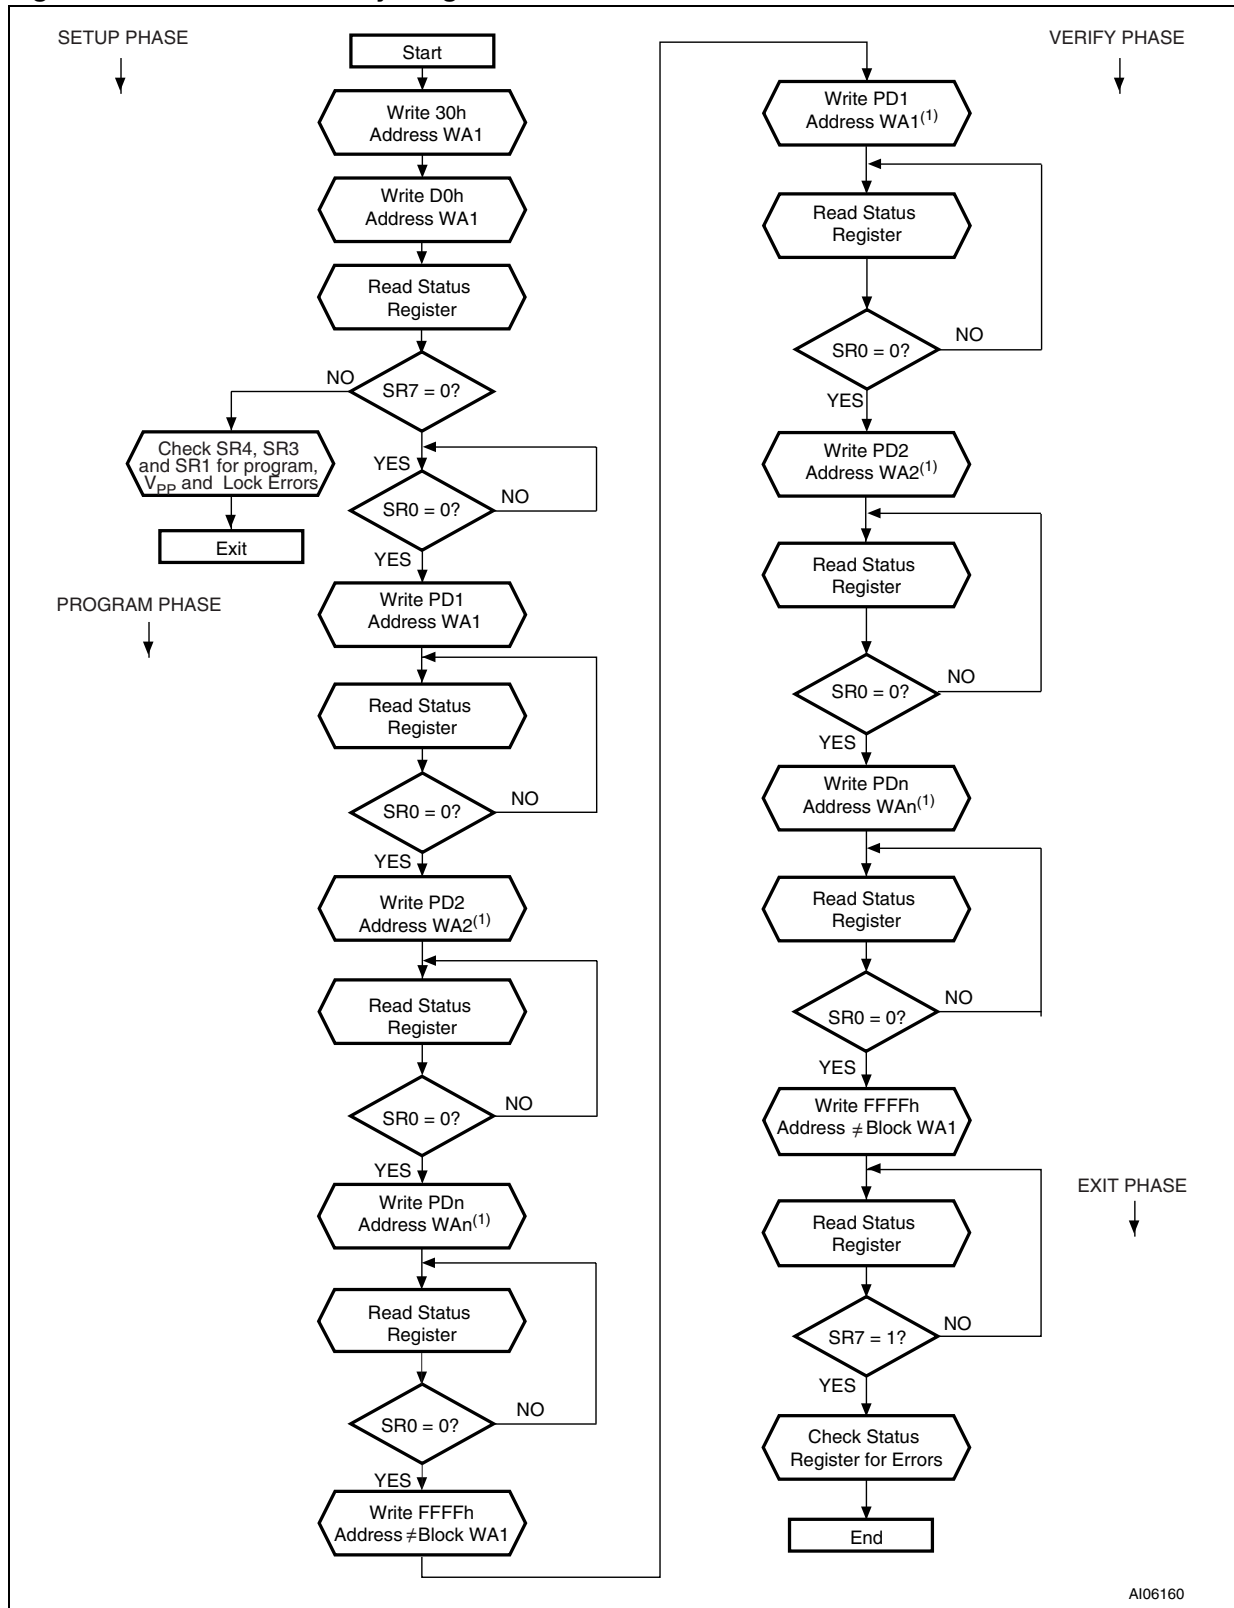 SETUP PHASE
Start
Write 30h
Address WA1
Write D0h
Address WA1
Read Status
Register
NO
SR7 = 0?
Check SR4, SR3
and SR1 for program,
VPP and Lock Errors
Exit
YES
NO
SR0 = 0?
YES
PROGRAM PHASE
Write PD1
Address WA1
Read Status
Register
NO
SR0 = 0?
YES
Write PD2
Address WA2(1)
Read Status
Register
NO
SR0 = 0?
YES
Write PDn
Address WAn(1)
Read Status
Register
NO
SR0 = 0?
YES
Write FFFFh
Address ≠Block WA1
VERIFY PHASE
Write PD1
Address WA1(1)
Read Status
Register
NO
SR0 = 0?
YES
Write PD2
Address WA2(1)
Read Status
Register
NO
SR0 = 0?
YES
Write PDn
Address WAn(1)
Read Status
Register
NO
SR0 = 0?
YES
Write FFFFh
Address ≠Block WA1
EXIT PHASE
Read Status
Register
NO
SR7 = 1?
YES
Check Status
Register for Errors
End
AI06160